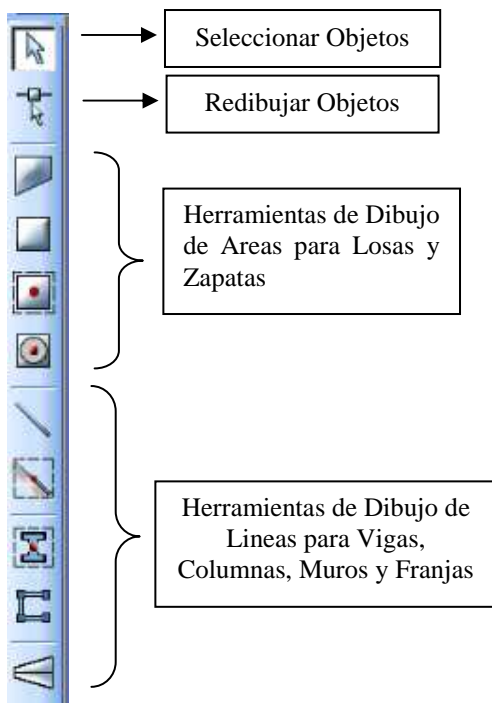 Seleccionar Objetos
Redibujar Objetos
Herramientas de Dibujo
de Areas para Losas y
Zapatas
Herramientas de Dibujo de
Lineas para Vigas,
Columnas, Muros y Franjas